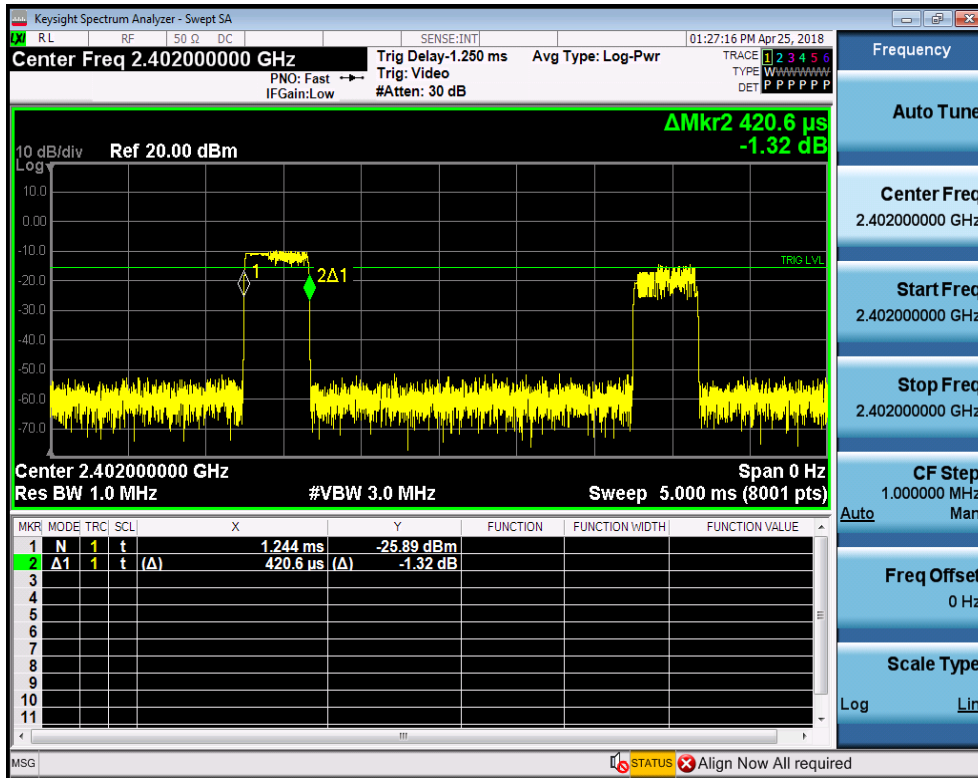 Keysight Spectrum Analyzer - Swept SA
LXI RL RF 50 Ω DC SENSE:INT 01:27:16 PM Apr 25, 2018
Center Freq 2.402000000 GHz
PNO: Fast
IFGain:Low
Trig Delay-1.250 ms
Trig: Video
#Atten: 30 dB
Avg Type: Log-Pwr
TRACE 1 2 3 4 5 6
TYPE WWWWWWW
DET P P P P P P
ΔMkr2 420.6 µs
-1.32 dB
10 dB/div Ref 20.00 dBm
Log
10.0
0.00
-10.0
-20.0
-30.0
-40.0
-50.0
-60.0
-70.0
1
2Δ1
TRIG LVL
Center 2.402000000 GHz Span 0 Hz
Res BW 1.0 MHz #VBW 3.0 MHz Sweep 5.000 ms (8001 pts)
MKR MODE TRC SCL X Y FUNCTION FUNCTION WIDTH FUNCTION VALUE
1 N 1 t 1.244 ms -25.89 dBm
2 Δ1 1 t (Δ) 420.6 µs (Δ) -1.32 dB
3
4
5
6
7
8
9
10
11
MSG STATUS Align Now All required
Frequency
Auto Tune
Center Freq
2.402000000 GHz
Start Freq
2.402000000 GHz
Stop Freq
2.402000000 GHz
CF Step
1.000000 MHz
Auto Man
Freq Offset
0 Hz
Scale Type
Log Lin